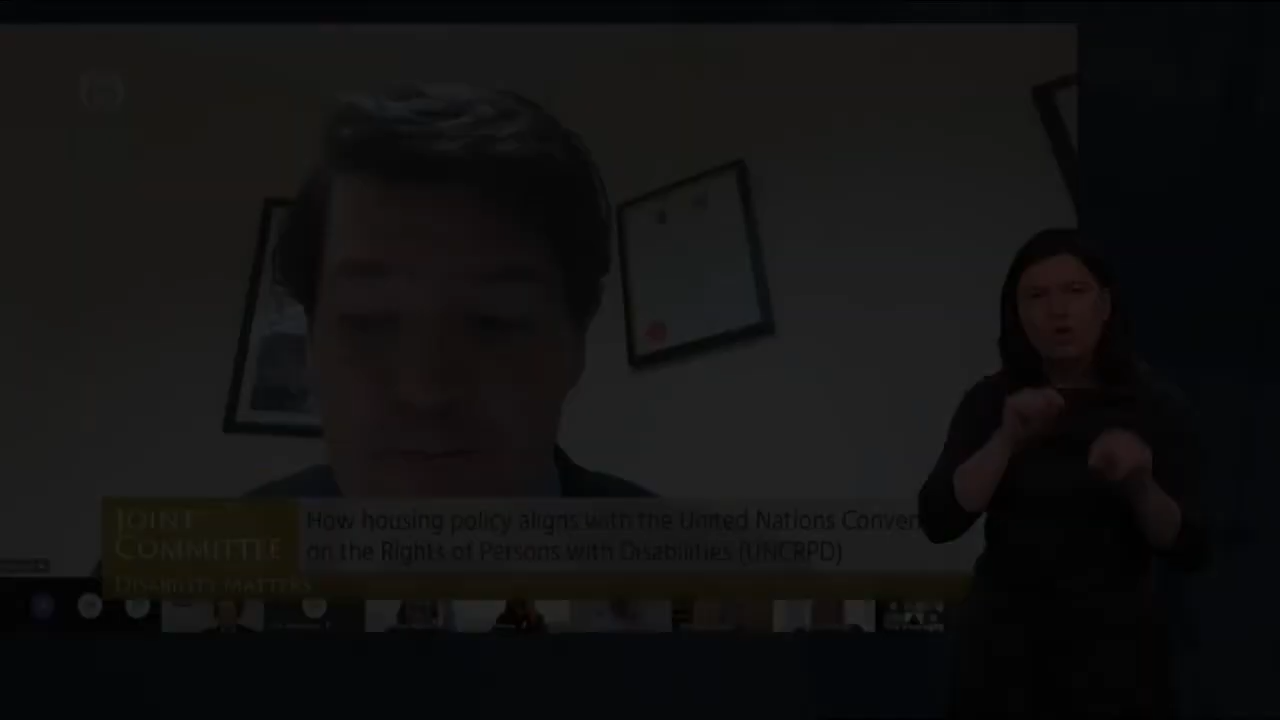 JOINT
COMMITTEE
DISABILITY MATTERS
How housing policy aligns with the United Nations Conven
on the Rights of Persons with Disabilities (UNCRPD)